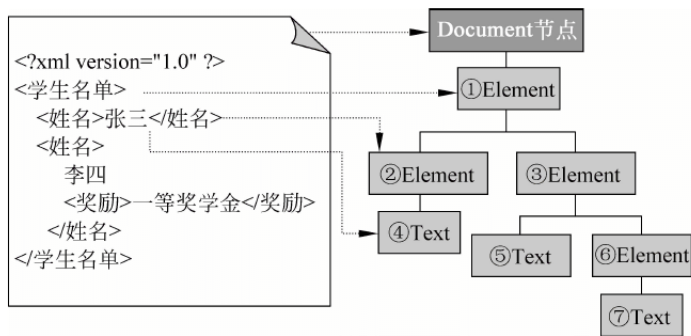 <?xml version="1.0" ?>
<学生名单>
<姓名>张三</姓名>
<姓名>
李四
<奖励>一等奖学金</奖励>
</姓名>
</学生名单>
Document节点
①Element
②Element
③Element
④Text
⑤Text
⑥Element
⑦Text